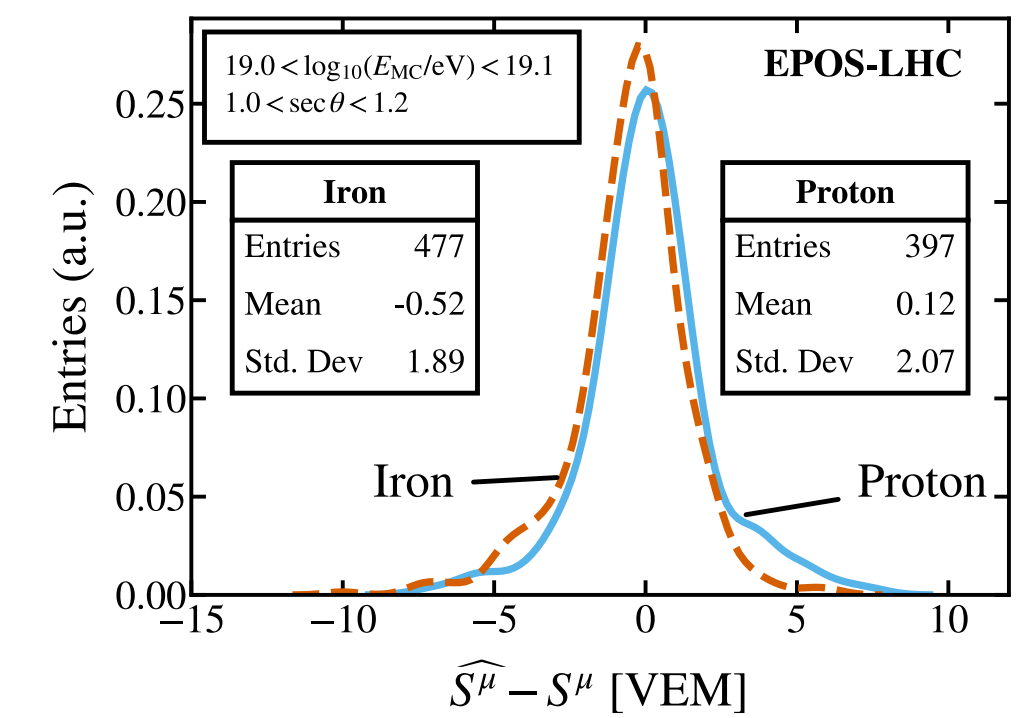 EPOS-LHC
19.0 < log₁₀(E_MC/eV) < 19.1
1.0 < sec θ < 1.2
Iron
Entries 477
Mean -0.52
Std. Dev 1.89
Proton
Entries 397
Mean 0.12
Std. Dev 2.07
Iron
Proton
Entries (a.u.)
0.25
0.20
0.15
0.10
0.05
0.00
−15 −10 −5 0 5 10
\widehat{S^μ} − S^μ [VEM]